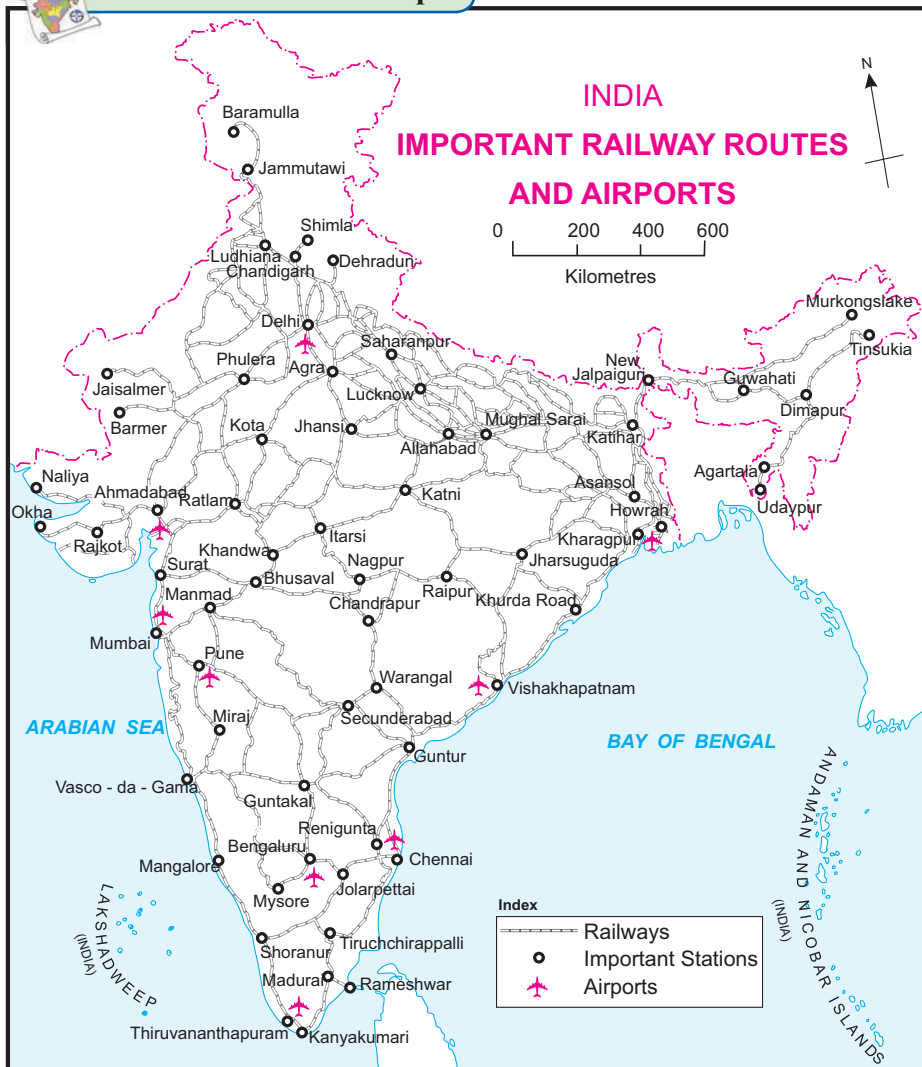 INDIA
IMPORTANT RAILWAY ROUTES
AND AIRPORTS
N
0 200 400 600
Kilometres
Baramulla
Jammutawi
Shimla
Ludhiana
Chandigarh
Dehradun
Delhi
Saharanpur
Phulera
Agra
Jaisalmer
Lucknow
Barmer
Kota
Jhansi
Mughal Sarai
Allahabad
Murkongslake
Tinsukia
New
Jalpaiguri
Guwahati
Dimapur
Katihar
Agartala
Udaypur
Naliya
Ahmadabad
Ratlam
Katni
Asansol
Okha
Howrah
Rajkot
Itarsi
Kharagpur
Khandwa
Nagpur
Jharsuguda
Surat
Bhusaval
Raipur
Manmad
Chandrapur
Khurda Road
Mumbai
Pune
Warangal
Vishakhapatnam
Secunderabad
ARABIAN SEA
Miraj
BAY OF BENGAL
Guntur
Vasco - da - Gama
Guntakal
Renigunta
Bengaluru
Chennai
Mangalore
Jolarpettai
Mysore
LAKSHADWEEP
(INDIA)
ANDAMAN AND NICOBAR ISLANDS
(INDIA)
Shoranur
Tiruchchirappalli
Madurai
Rameshwar
Thiruvananthapuram
Kanyakumari
Index
Railways
Important Stations
Airports